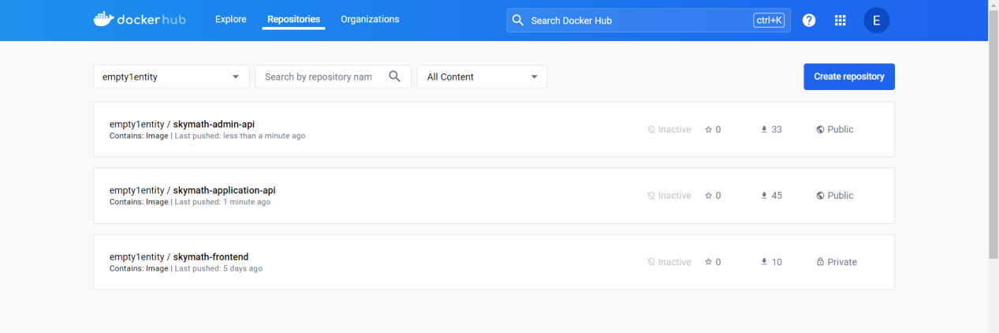 dockerhub Explore Repositories Organizations Search Docker Hub ctrl+K ? E
empty1entity Search by repository nam All Content Create repository
empty1entity / skymath-admin-api
Contains: Image | Last pushed: less than a minute ago
Inactive 0 33 Public
empty1entity / skymath-application-api
Contains: Image | Last pushed: 1 minute ago
Inactive 0 45 Public
empty1entity / skymath-frontend
Contains: Image | Last pushed: 5 days ago
Inactive 0 10 Private